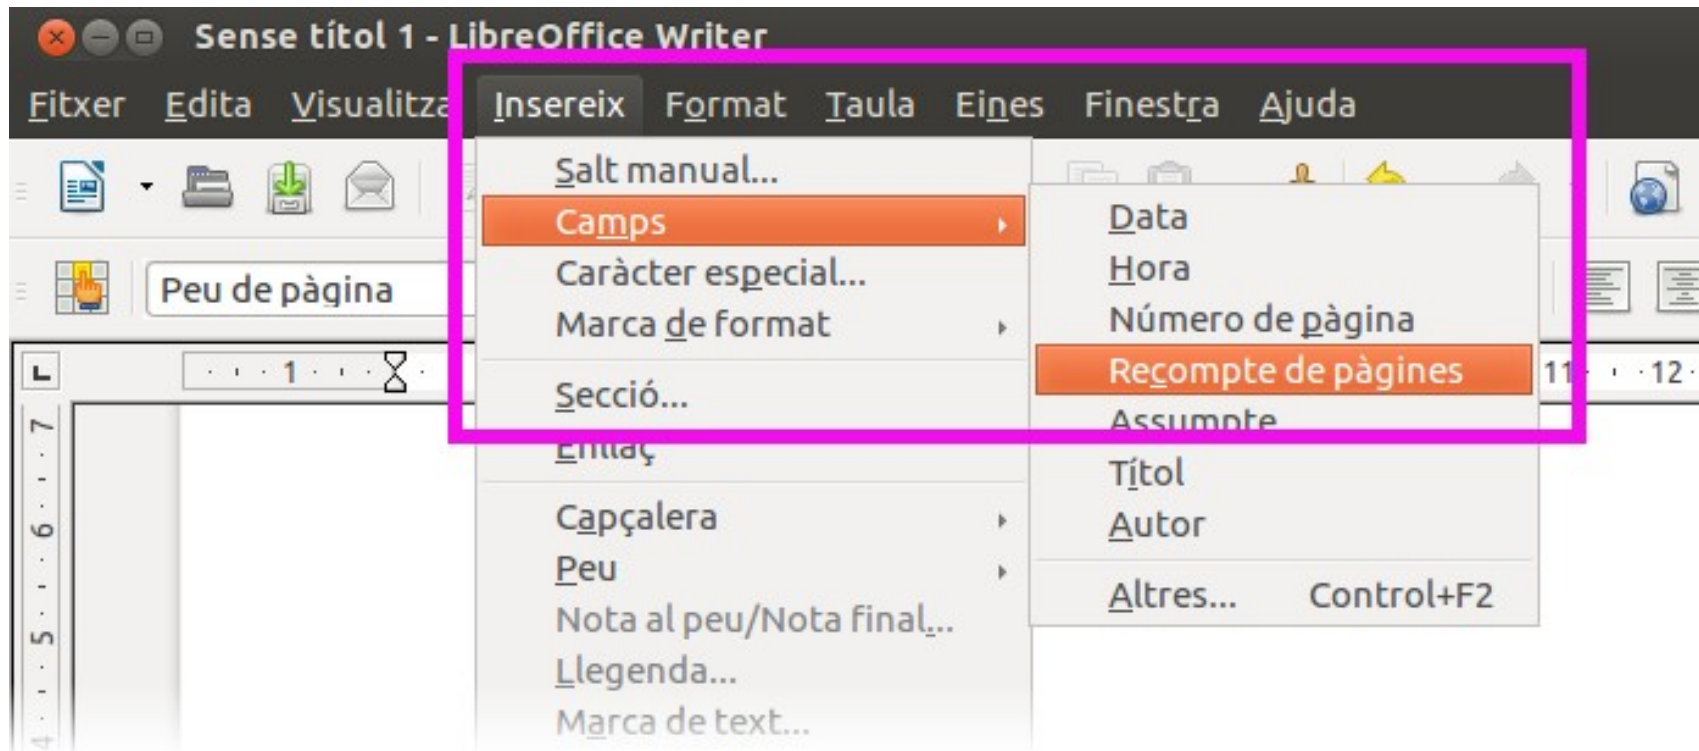 Sense títol 1 - LibreOffice Writer
Fitxer Edita Visualitza Insereix Format Taula Eines Finestra Ajuda
Salt manual...
Camps
Caràcter especial...
Marca de format
Secció...
Enllaç
Capçalera
Peu
Nota al peu/Nota final...
Llegenda...
Marca de text...
Data
Hora
Número de pàgina
Recompte de pàgines
Assumpte
Títol
Autor
Altres... Control+F2
Peu de pàgina
1 11 12
7
6
5
4